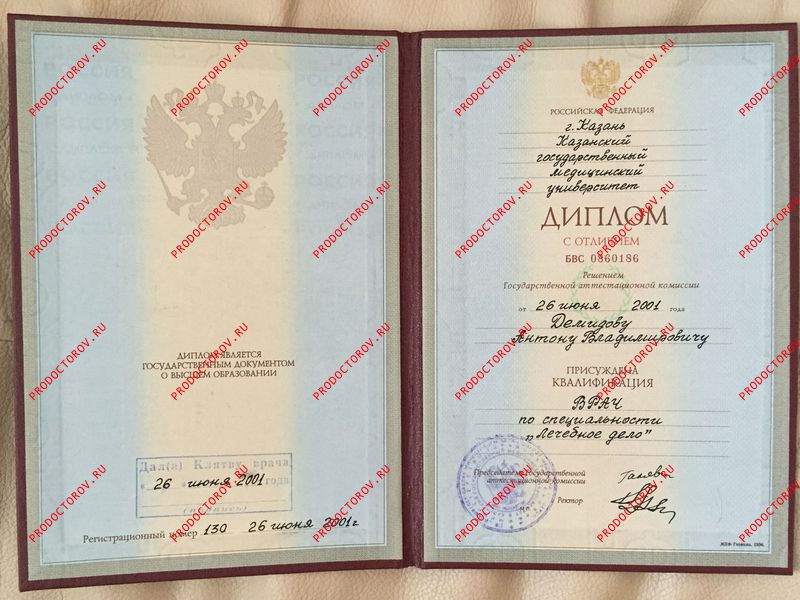 ДИПЛОМ ЯВЛЯЕТСЯ
ГОСУДАРСТВЕННЫМ ДОКУМЕНТОМ
О ВЫСШЕМ ОБРАЗОВАНИИ
Дал(а) Клятву врача
26 июня 2001 года
(подпись)
Регистрационный номер 130 26 июня 2001г.
РОССИЙСКАЯ ФЕДЕРАЦИЯ
г. Казань
Казанский
государственный
медицинский
университет
ДИПЛОМ
С ОТЛИЧИЕМ
БВС 0860186
Решением
Государственной аттестационной комиссии
от 26 июня 2001 года
Демидову
Антону Владимировичу
ПРИСУЖДЕНА
КВАЛИФИКАЦИЯ
ВРАЧ
по специальности
„Лечебное дело"
Председатель Государственной
аттестационной комиссии
Ректор
PRODOCTOROV.RU